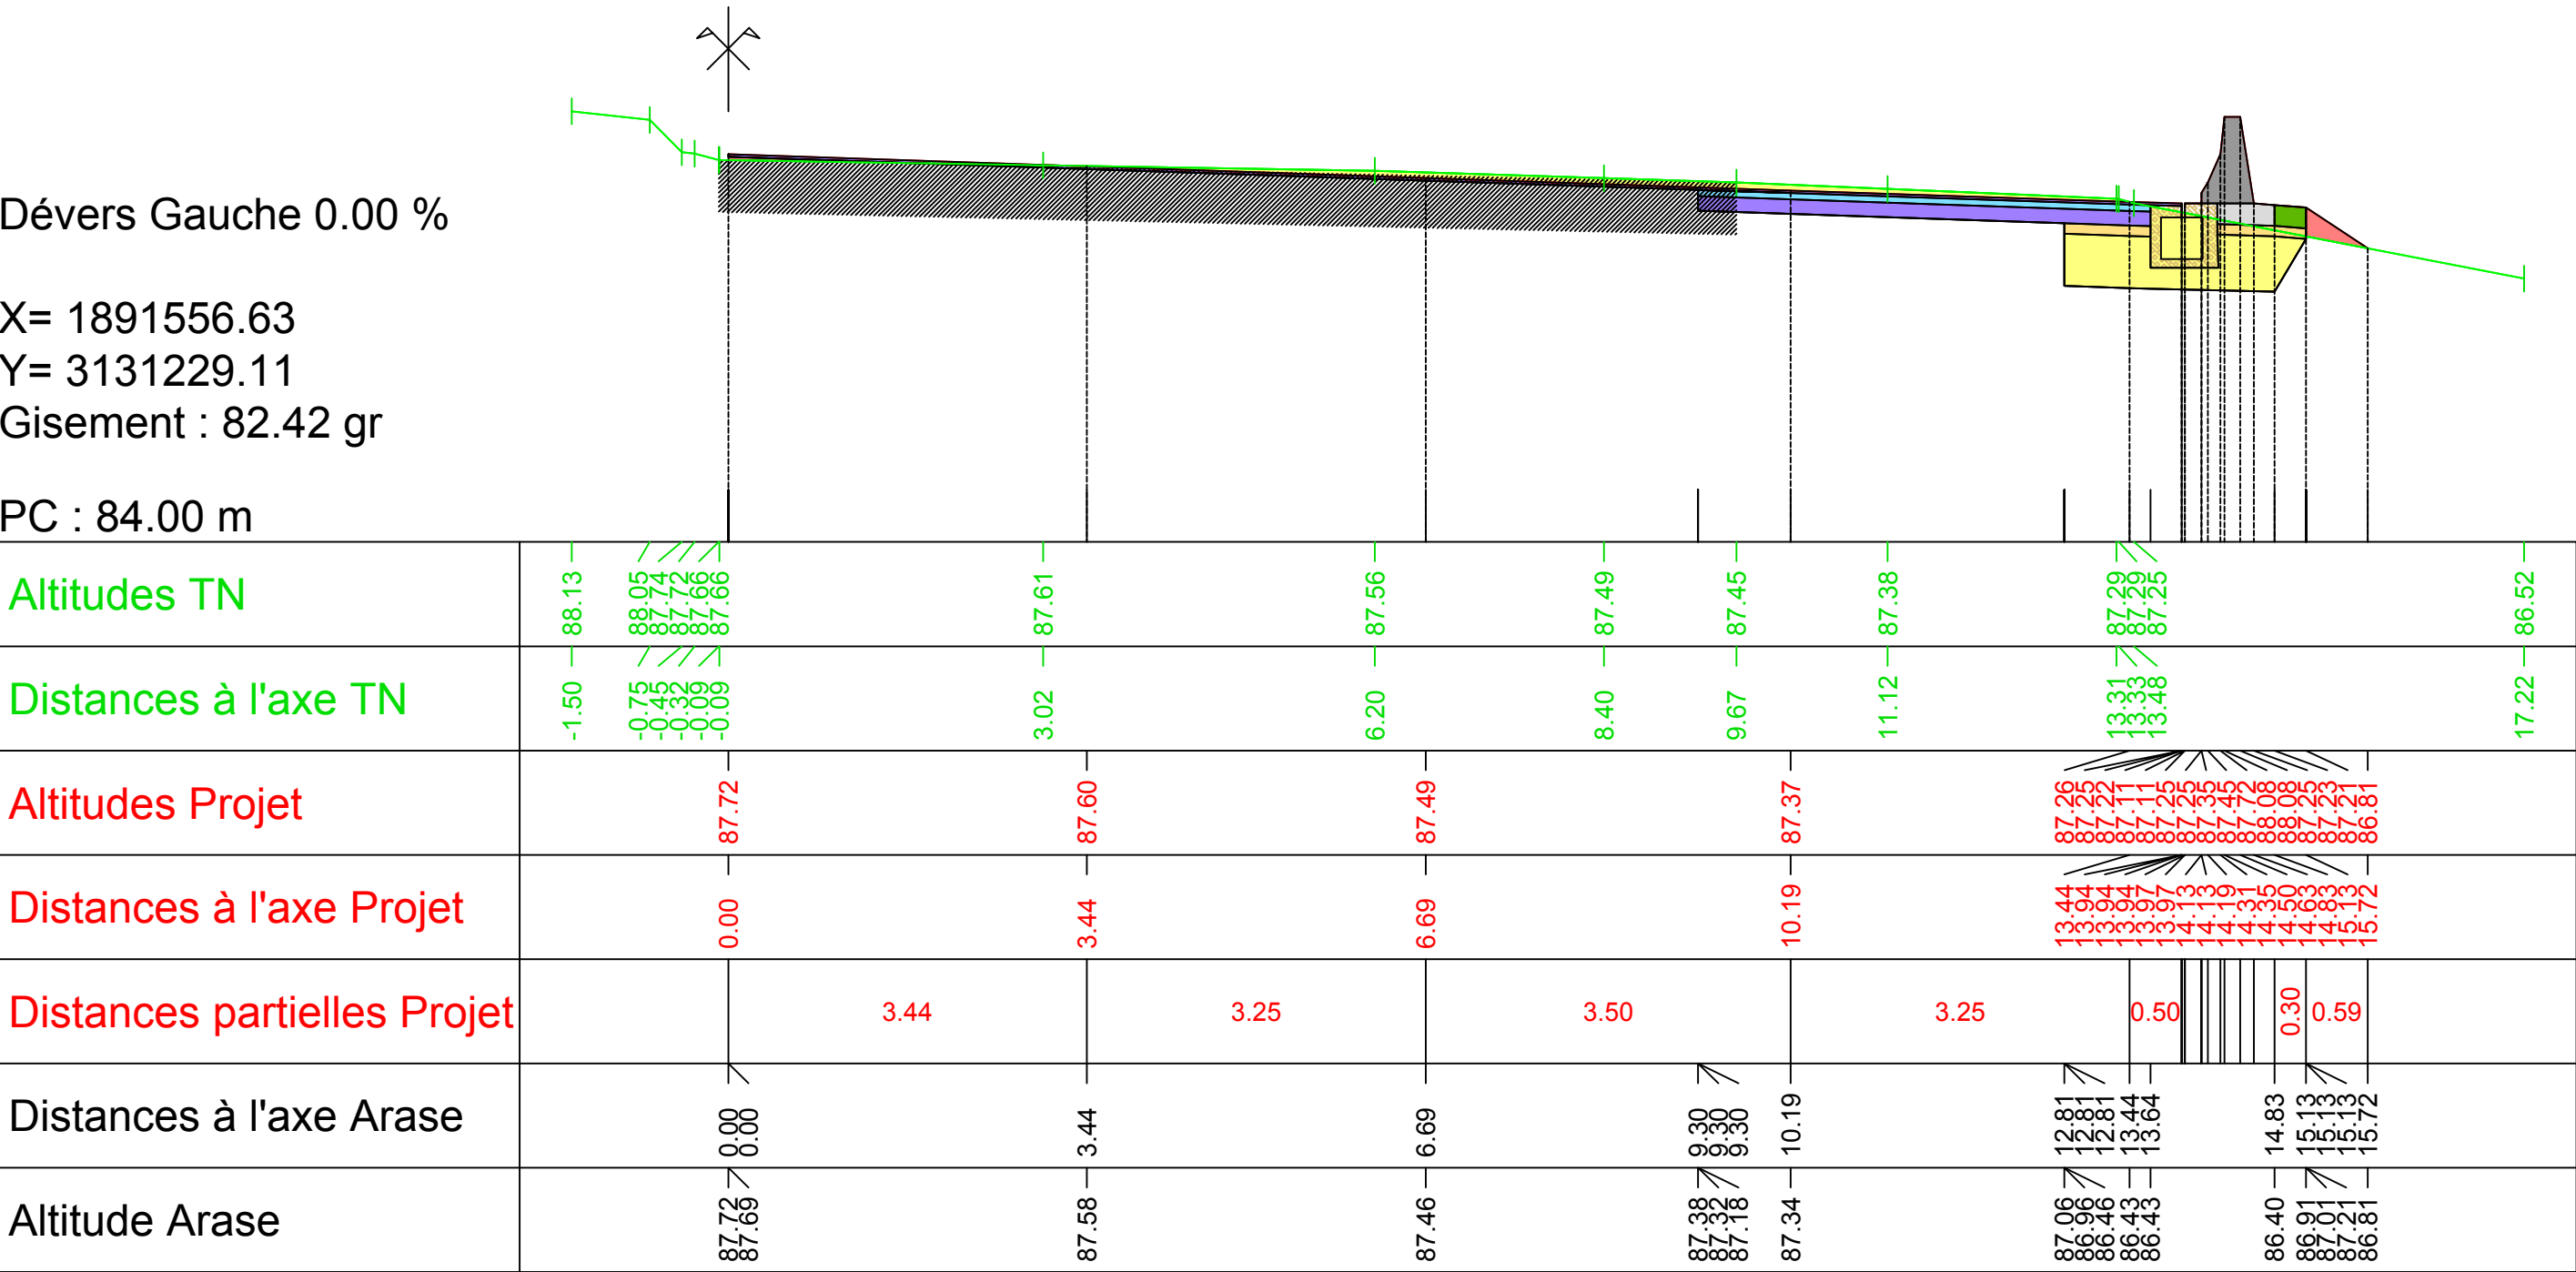 Dévers Gauche 0.00 %
X= 1891556.63
Y= 3131229.11
Gisement : 82.42 gr
PC : 84.00 m
Altitudes TN 88.13 88.05 87.74 87.72 87.66 87.66 87.61 87.56 87.49 87.45 87.38 87.29 87.29 87.25 86.52
Distances à l'axe TN -1.50 -0.75 -0.45 -0.32 -0.09 -0.09 3.02 6.20 8.40 9.67 11.12 13.31 13.33 13.48 17.22
Altitudes Projet 87.72 87.60 87.49 87.37 87.26 87.25 87.22 87.11 87.11 87.25 87.25 87.35 87.45 87.72 88.08 88.08 87.25 87.23 87.21 86.81
Distances à l'axe Projet 0.00 3.44 6.69 10.19 13.44 13.94 13.94 13.94 13.97 13.97 14.13 14.13 14.19 14.31 14.35 14.50 14.63 14.83 15.13 15.72
Distances partielles Projet 3.44 3.25 3.50 3.25 0.50 0.30 0.59
Distances à l'axe Arase 0.00 0.00 3.44 6.69 9.30 9.30 9.30 10.19 12.81 12.81 12.81 13.44 13.64 14.83 15.13 15.13 15.13 15.72
Altitude Arase 87.72 87.69 87.58 87.46 87.38 87.32 87.18 87.34 87.06 86.96 86.46 86.43 86.43 86.40 86.91 87.01 87.21 86.81